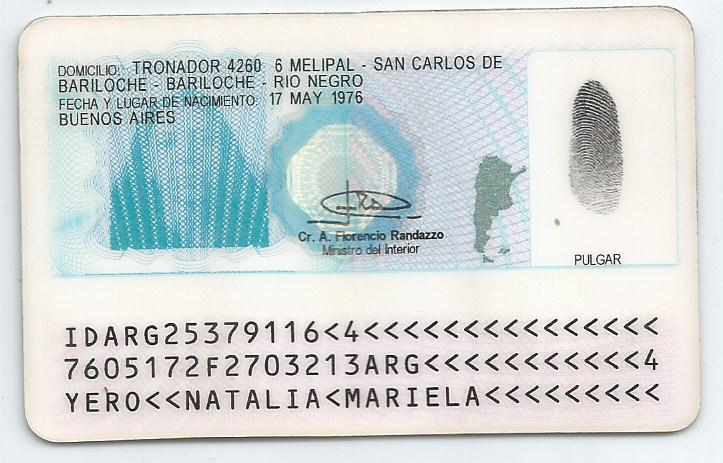 DOMICILIO: TRONADOR 4260 6 MELIPAL - SAN CARLOS DE
BARILOCHE - BARILOCHE - RIO NEGRO
FECHA Y LUGAR DE NACIMIENTO: 17 MAY 1976
BUENOS AIRES
Cr. A. Florencio Randazzo
Ministro del Interior
PULGAR
IDARG25379116<4<<<<<<<<<<<<<<<
7605172F2703213ARG<<<<<<<<<<<4
YERO<<NATALIA<MARIELA<<<<<<<<<